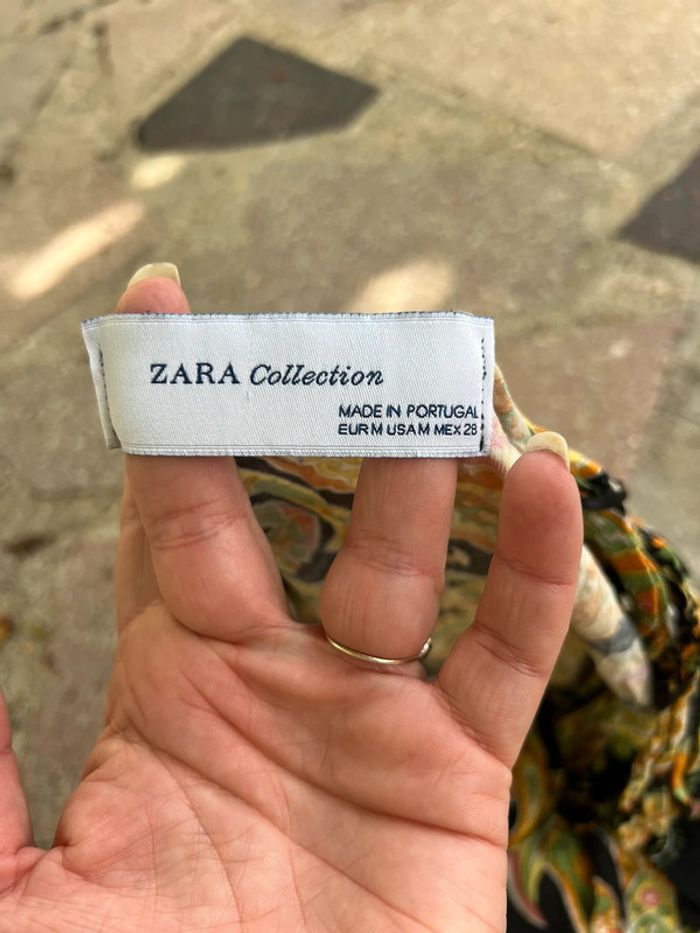 ZARA Collection
MADE IN PORTUGAL
EUR M USA M MEX 28